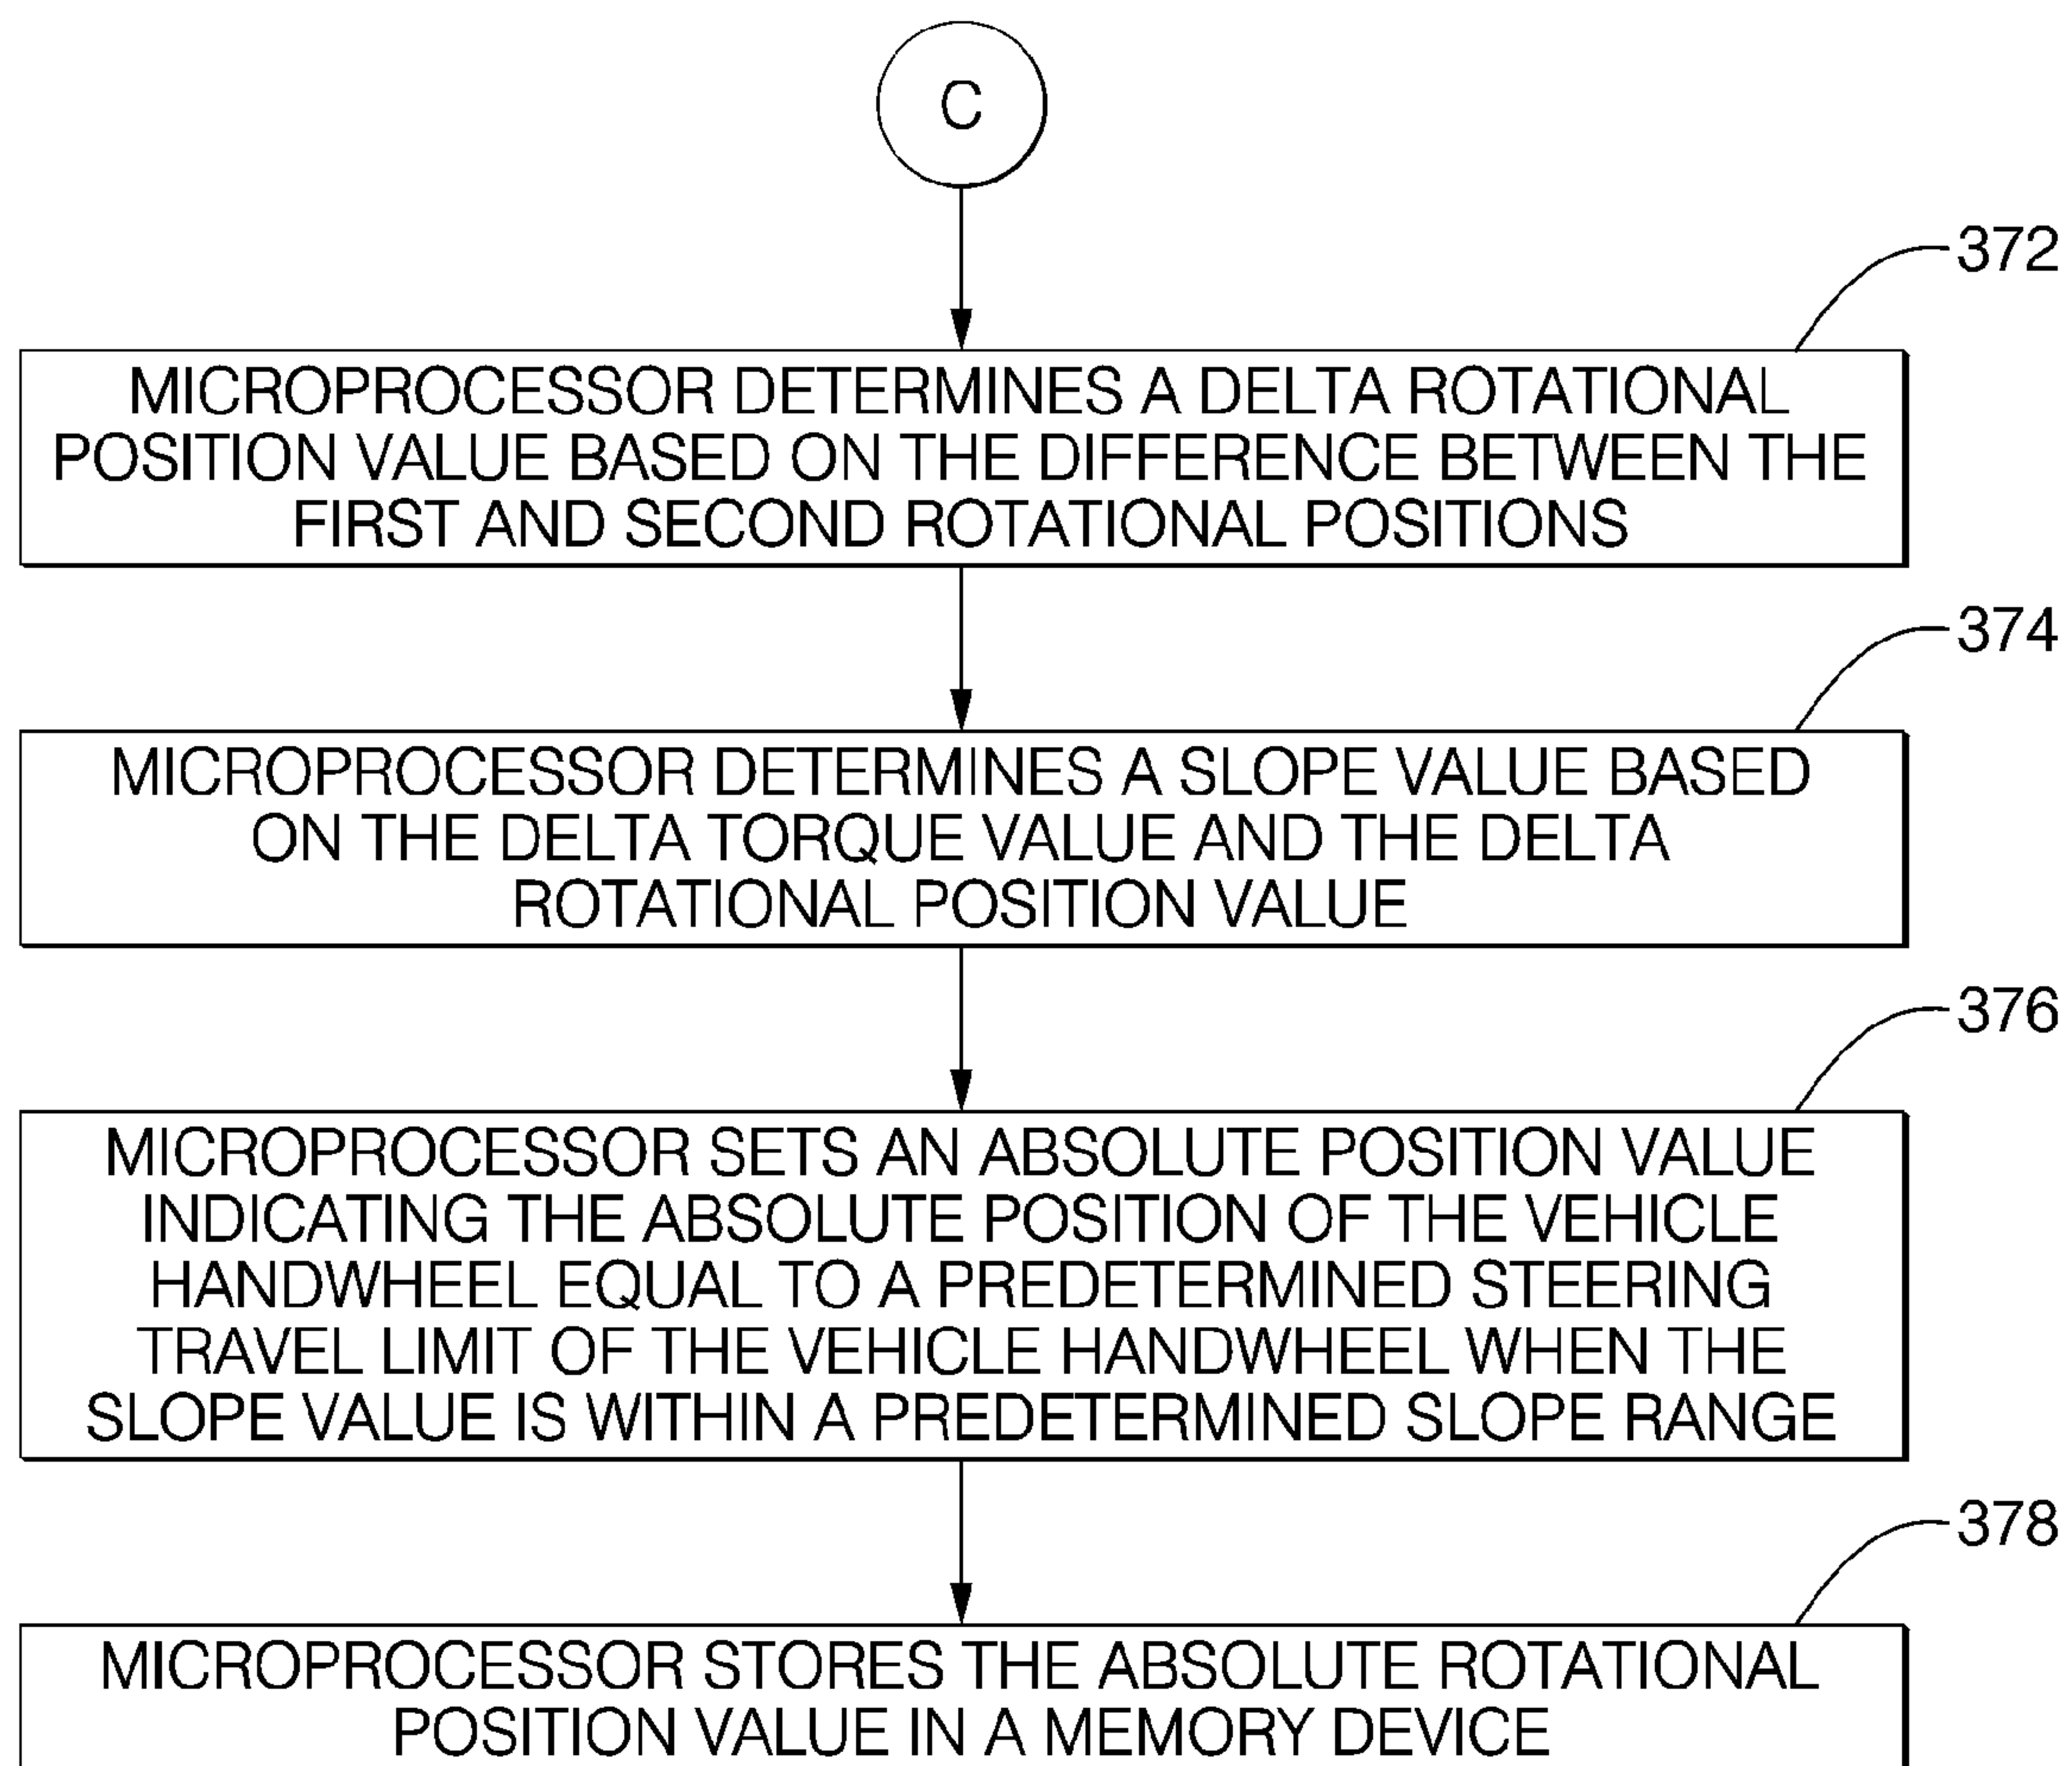 C
372
MICROPROCESSOR DETERMINES A DELTA ROTATIONAL
POSITION VALUE BASED ON THE DIFFERENCE BETWEEN THE
FIRST AND SECOND ROTATIONAL POSITIONS
374
MICROPROCESSOR DETERMINES A SLOPE VALUE BASED
ON THE DELTA TORQUE VALUE AND THE DELTA
ROTATIONAL POSITION VALUE
376
MICROPROCESSOR SETS AN ABSOLUTE POSITION VALUE
INDICATING THE ABSOLUTE POSITION OF THE VEHICLE
HANDWHEEL EQUAL TO A PREDETERMINED STEERING
TRAVEL LIMIT OF THE VEHICLE HANDWHEEL WHEN THE
SLOPE VALUE IS WITHIN A PREDETERMINED SLOPE RANGE
378
MICROPROCESSOR STORES THE ABSOLUTE ROTATIONAL
POSITION VALUE IN A MEMORY DEVICE